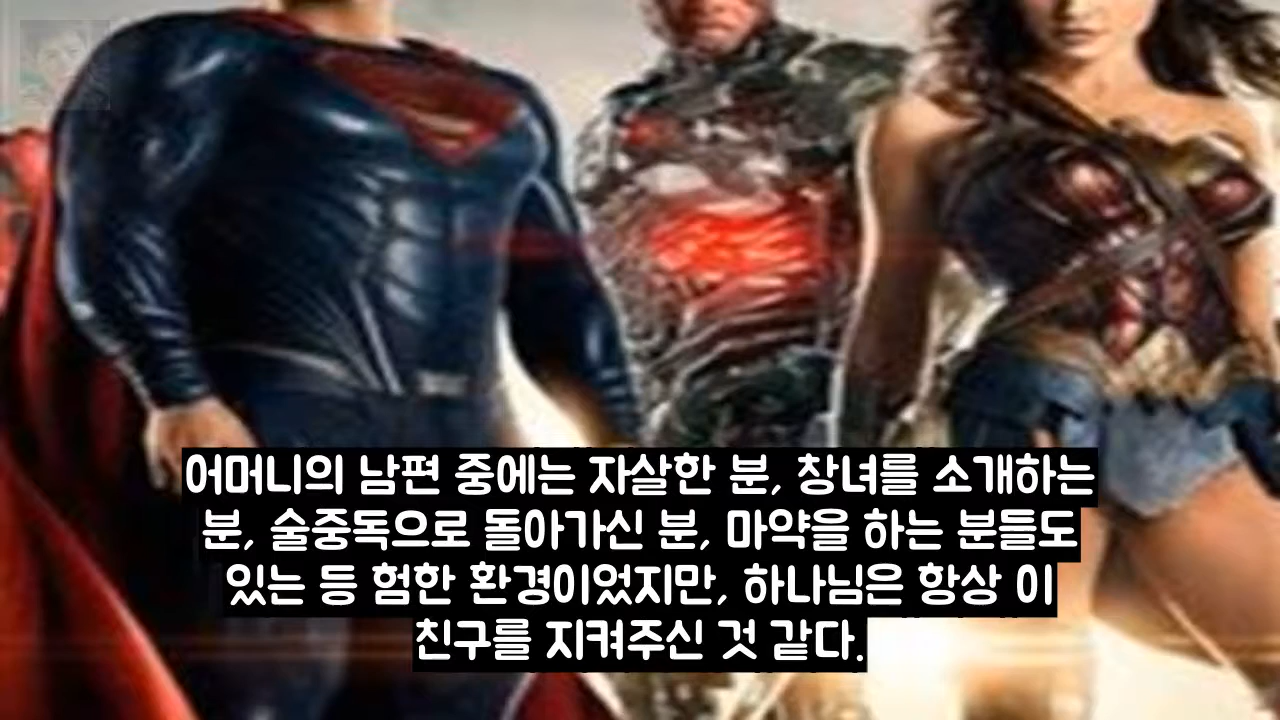 어머니의 남편 중에는 자살한 분, 창녀를 소개하는
분, 술중독으로 돌아가신 분, 마약을 하는 분들도
있는 등 험한 환경이었지만, 하나님은 항상 이
친구를 지켜주신 것 같다.